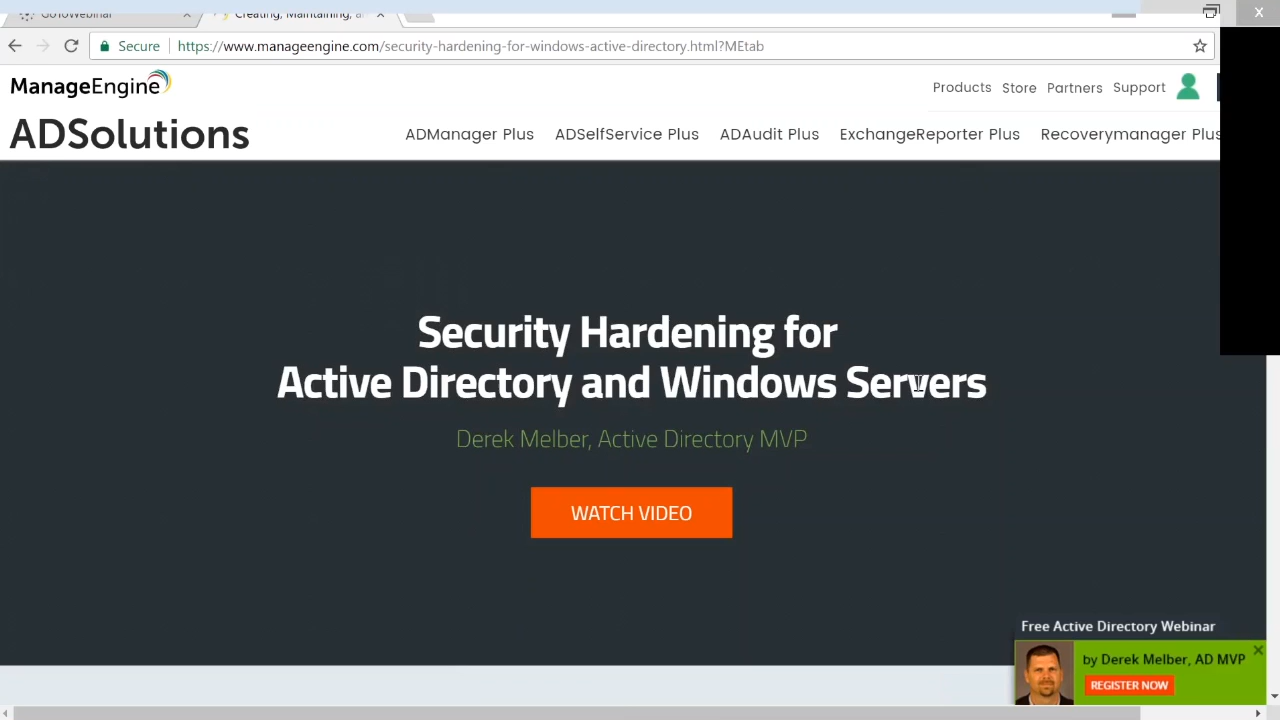 GoToWebinar
Creating, Maintaining, a
Secure
https://www.manageengine.com/security-hardening-for-windows-active-directory.html?MEtab
ManageEngine
Products Store Partners Support
ADSolutions
ADManager Plus ADSelfService Plus ADAudit Plus ExchangeReporter Plus Recoverymanager Plus
Security Hardening for
Active Directory and Windows Servers
Derek Melber, Active Directory MVP
WATCH VIDEO
Free Active Directory Webinar
by Derek Melber, AD MVP
REGISTER NOW